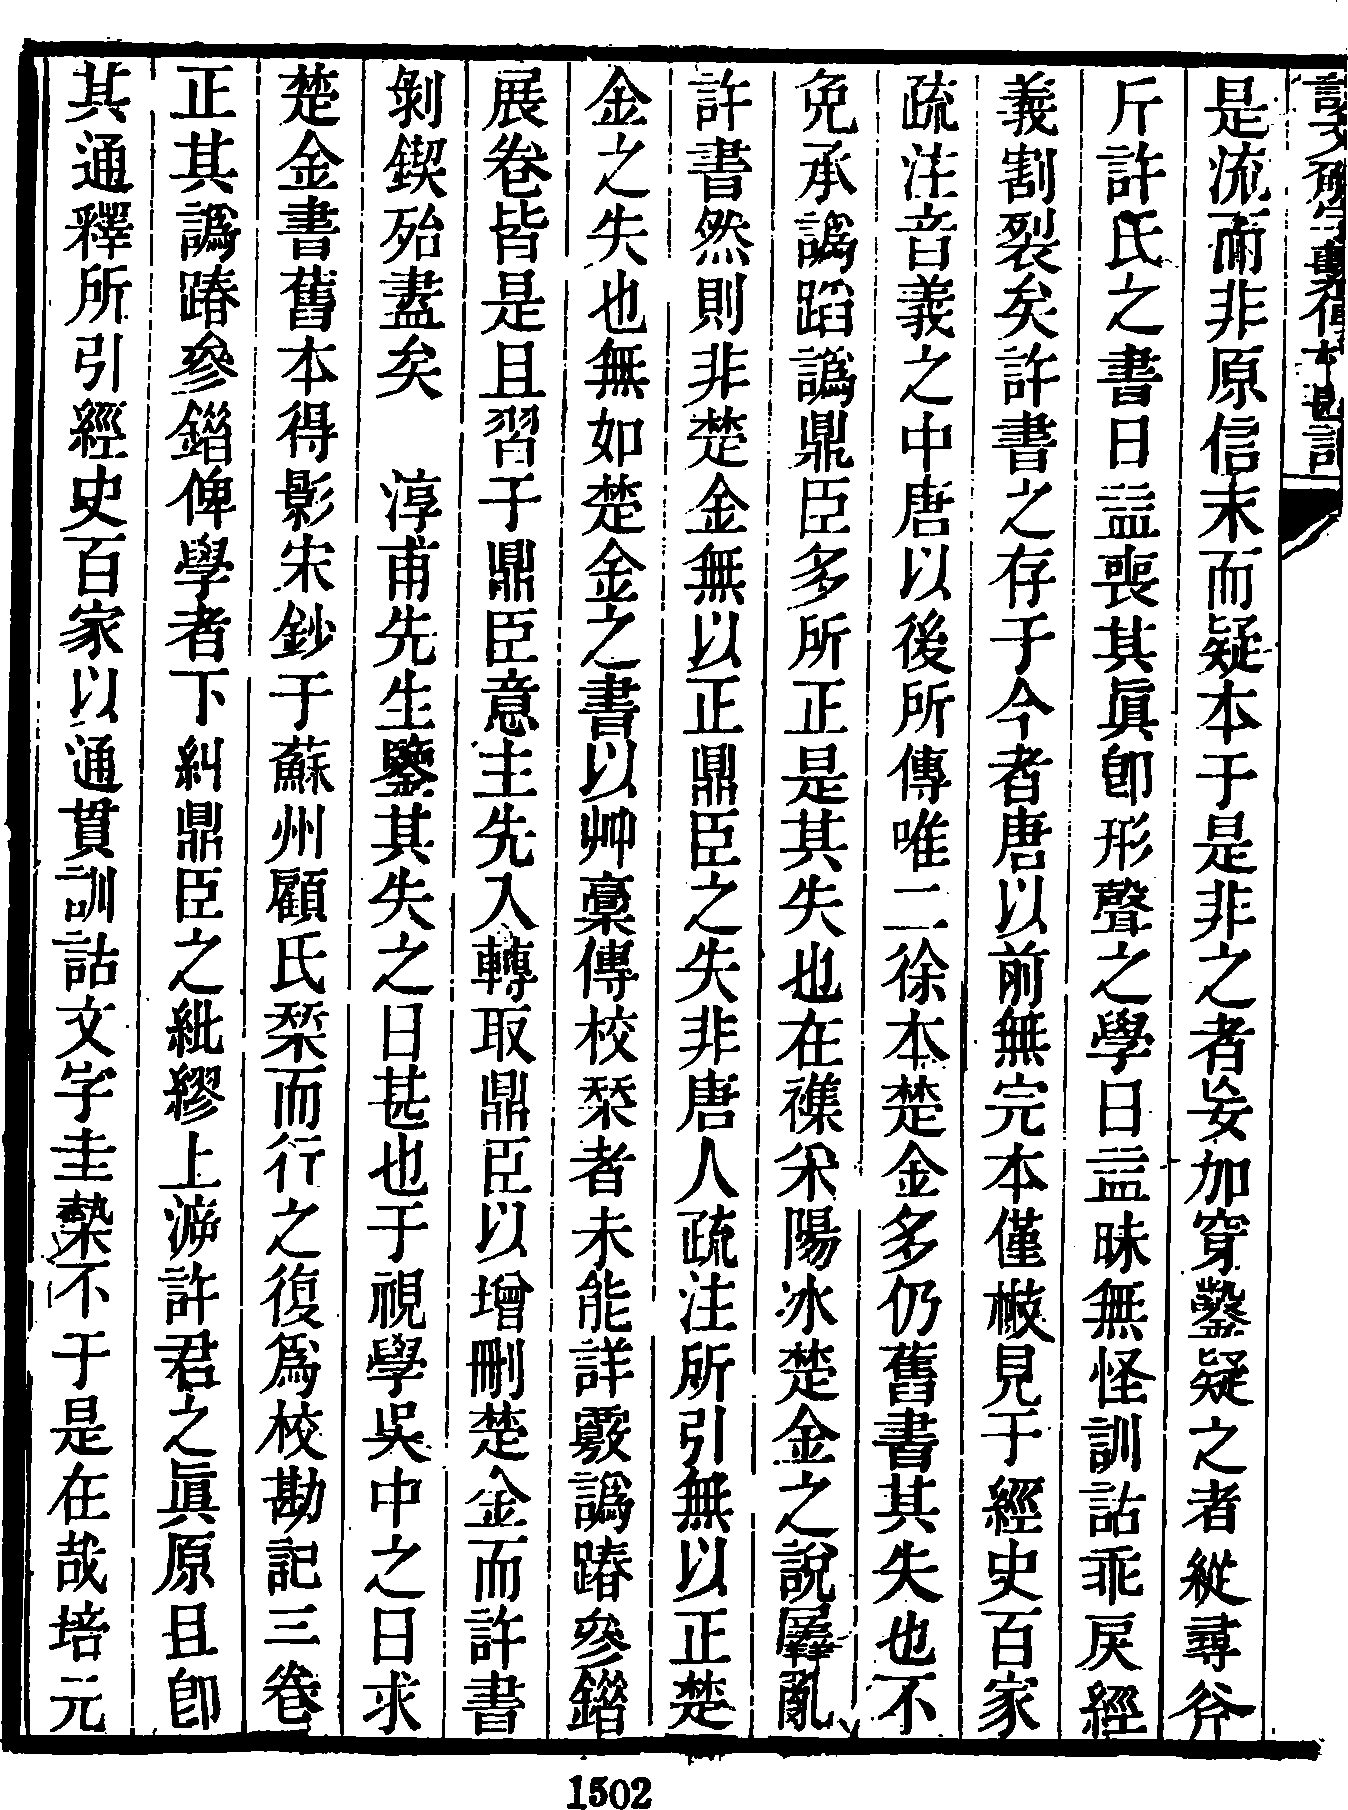 是流而非原信末而疑本于是非之者妄加穿鑿疑之者縱尋斧
斤許氏之書日益喪其眞卽形聲之學日益昧無怪訓詁乖戾經
義割裂矣許書之存于今者唐以前無完本僅㪚見于經史百家
疏注音義之中唐以後所傳唯二徐本楚金多仍舊書其失也不
免承譌蹈譌鼎臣多所正是其失也在襍糅陽冰楚金之說羼亂
許書然則非楚金無以正鼎臣之失非唐人疏注所引無以正楚
金之失也無如楚金之書以艸稾傳校栞者未能詳覈譌踳參錯
展卷皆是且習于鼎臣意主先入轉取鼎臣以增刪楚金而許書
剝鍥殆盡矣 淳甫先生鑒其失之日甚也于視學吳中之日求
楚金書舊本得影宋鈔于蘇州顧氏栞而行之復爲校勘記三卷
正其譌踳參錯俾學者下糾鼎臣之紕繆上泝許君之眞原且卽
其通釋所引經史百家以通貫訓詁文字圭槷不于是在哉培元
1502